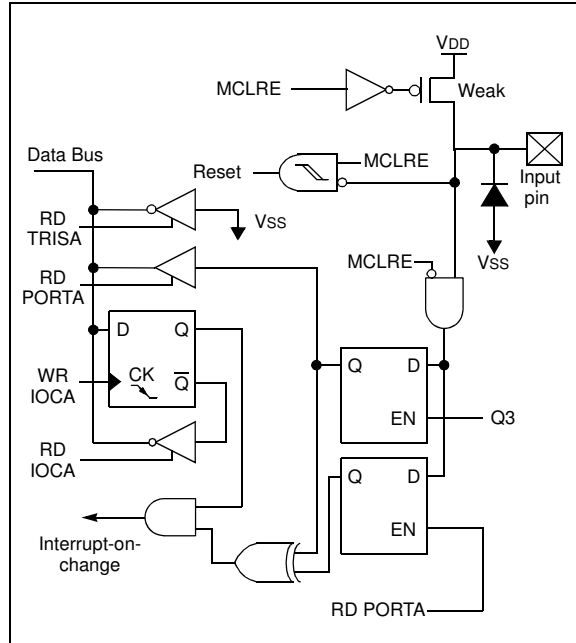 VDD
MCLRE
Weak
Data Bus
MCLRE
Reset
Input
pin
RD
TRISA
VSS
VSS
MCLRE
RD
PORTA
D
Q
Q
D
WR
IOCA
CK
Q
EN
Q3
RD
IOCA
Q
D
EN
Interrupt-on-
change
RD PORTA